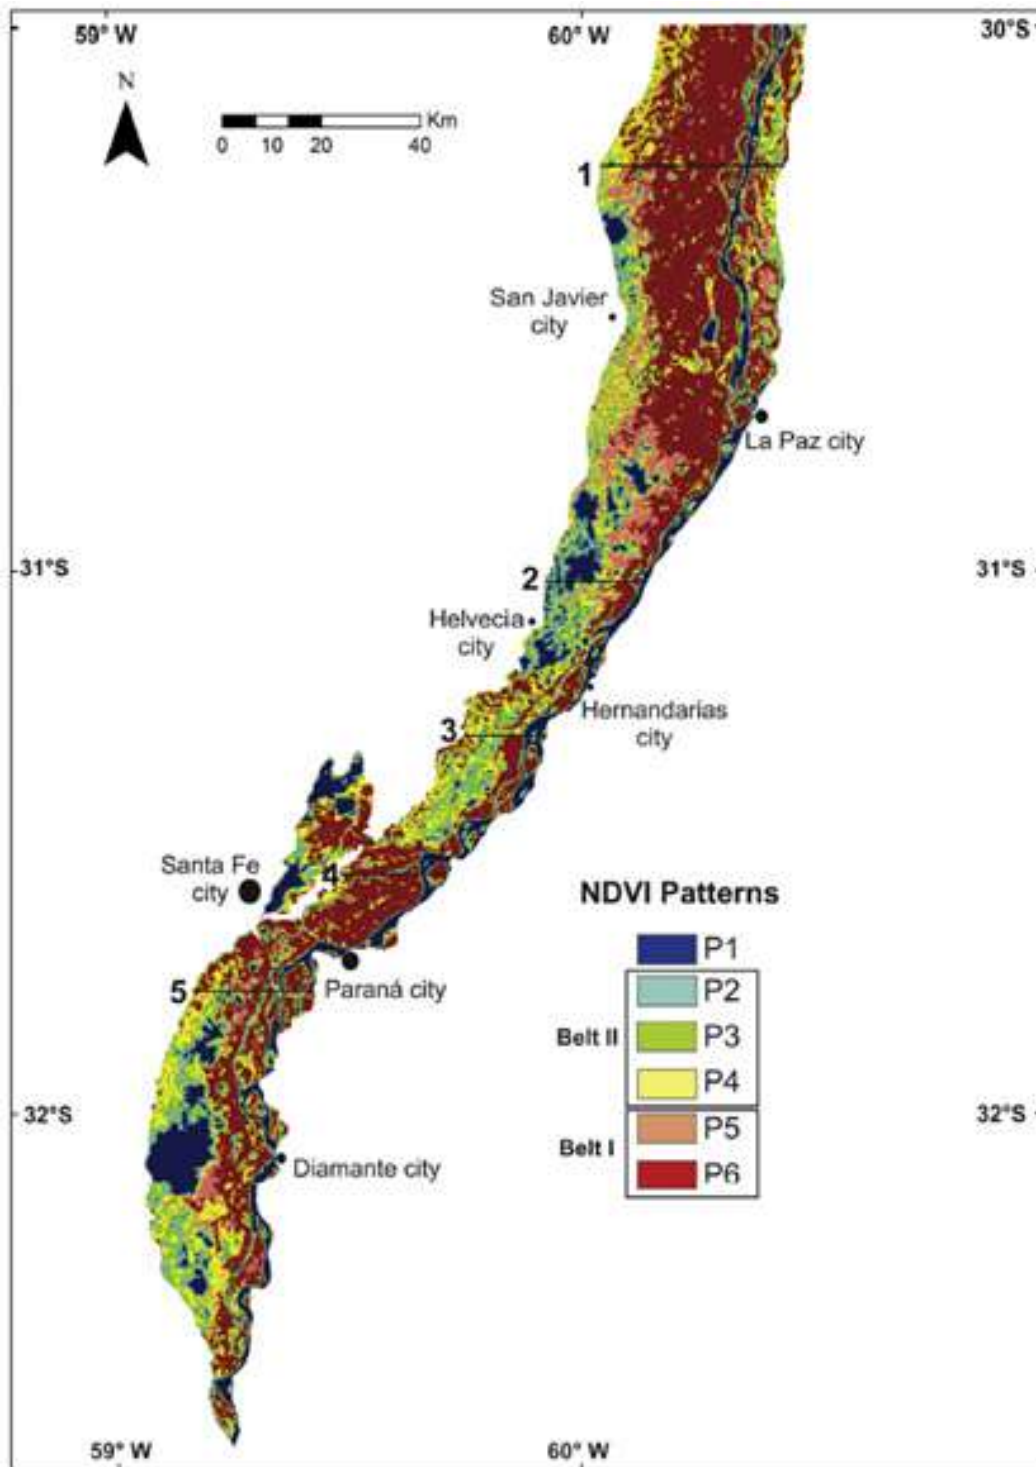 59° W
60° W
30°S
N
Km
0 10 20 40
1
San Javier
city
La Paz city
31°S
31°S
2
Helvecia
city
Hernandarias
city
3
Santa Fe
city
4
NDVI Patterns
P1
5
Paraná city
P2
Belt II
P3
P4
32°S
32°S
P5
Belt I
Diamante city
P6
59° W
60° W